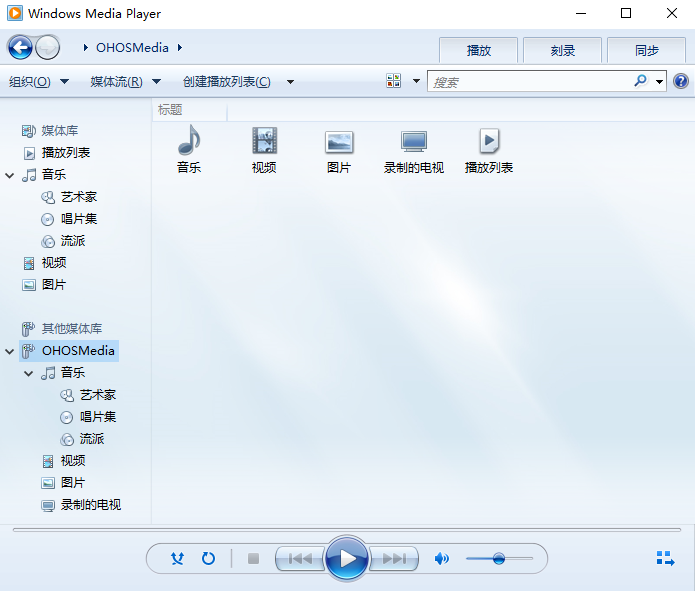 Windows Media Player
OHOSMedia
播放
刻录
同步
组织(O)
媒体流(R)
创建播放列表(C)
搜索
标题
音乐
视频
图片
录制的电视
播放列表
媒体库
播放列表
音乐
艺术家
唱片集
流派
视频
图片
其他媒体库
OHOSMedia
音乐
艺术家
唱片集
流派
视频
图片
录制的电视